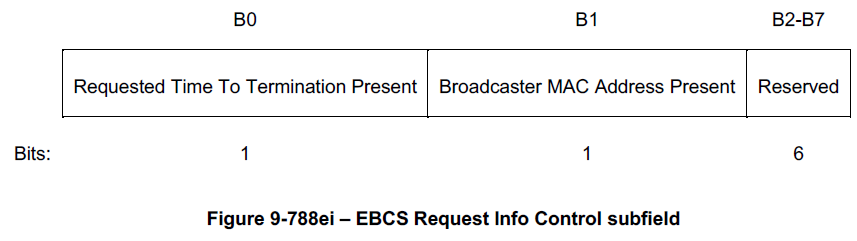 B0 B1 B2-B7
Requested Time To Termination Present Broadcaster MAC Address Present Reserved
Bits: 1 1 6
Figure 9-788ei – EBCS Request Info Control subfield